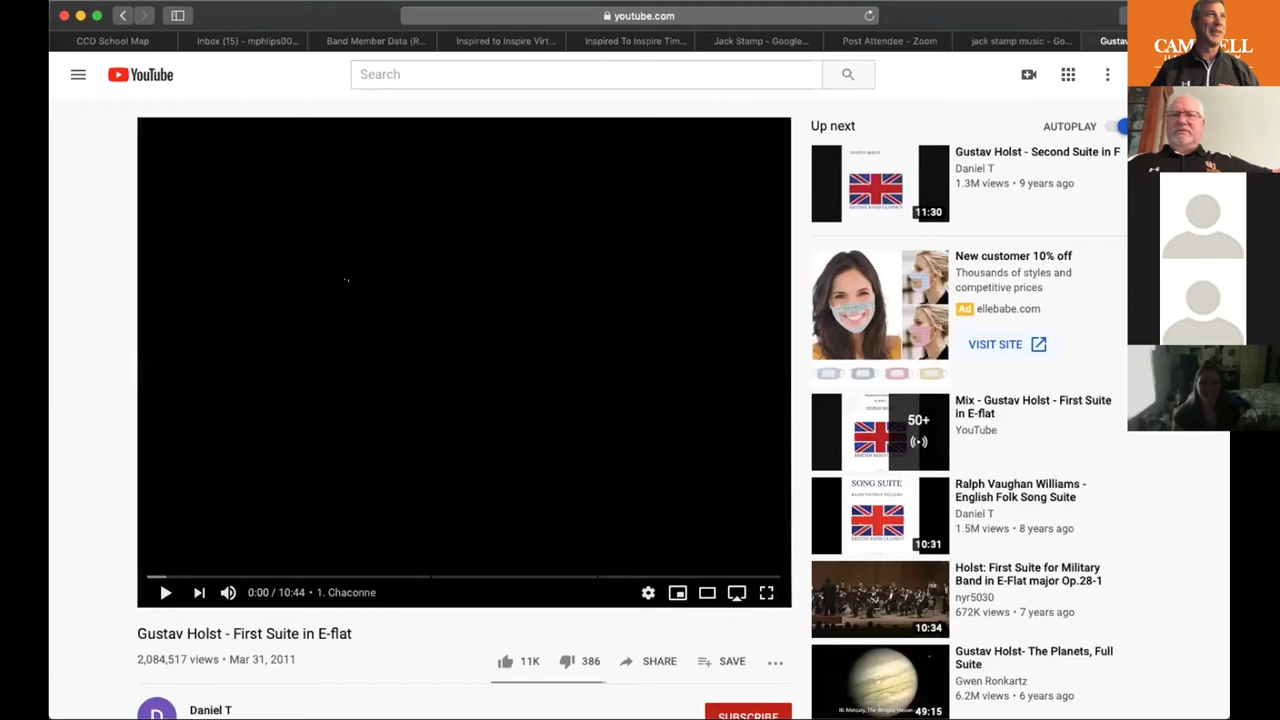 youtube.com
CCD School Map
Inbox (15) - mphlips00...
Band Member Data (R...
Inspired to Inspire Virt...
Inspired To Inspire Tim...
Jack Stamp - Google...
Post Attendee - Zoom
jack stamp music - Go...
Gustav
YouTube
Search
Up next
AUTOPLAY
Gustav Holst - Second Suite in F
Daniel T
1.3M views • 9 years ago
11:30
New customer 10% off
Thousands of styles and
competitive prices
Ad ellebabe.com
VISIT SITE
Mix - Gustav Holst - First Suite
in E-flat
YouTube
50+
SONG SUITE
Ralph Vaughan Williams -
English Folk Song Suite
Daniel T
1.5M views • 8 years ago
10:31
Holst: First Suite for Military
Band in E-Flat major Op.28-1
nyr5030
672K views • 7 years ago
10:34
Gustav Holst- The Planets, Full
Suite
Gwen Ronkartz
6.2M views • 6 years ago
49:15
0:00 / 10:44 • 1. Chaconne
Gustav Holst - First Suite in E-flat
2,084,517 views • Mar 31, 2011
11K
386
SHARE
SAVE
D
Daniel T
SUBSCRIBE